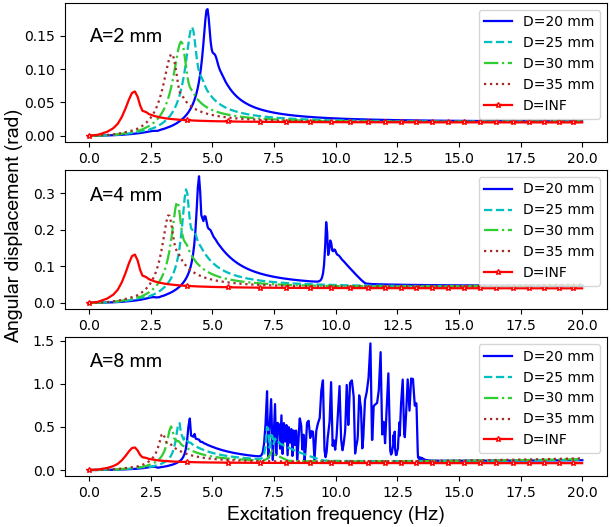 A=2 mm
0.15
0.10
0.05
0.00
0.0 2.5 5.0 7.5 10.0 12.5 15.0 17.5 20.0
D=20 mm
D=25 mm
D=30 mm
D=35 mm
D=INF
Angular displacement (rad)
A=4 mm
0.3
0.2
0.1
0.0
0.0 2.5 5.0 7.5 10.0 12.5 15.0 17.5 20.0
D=20 mm
D=25 mm
D=30 mm
D=35 mm
D=INF
A=8 mm
1.5
1.0
0.5
0.0
0.0 2.5 5.0 7.5 10.0 12.5 15.0 17.5 20.0
D=20 mm
D=25 mm
D=30 mm
D=35 mm
D=INF
Excitation frequency (Hz)